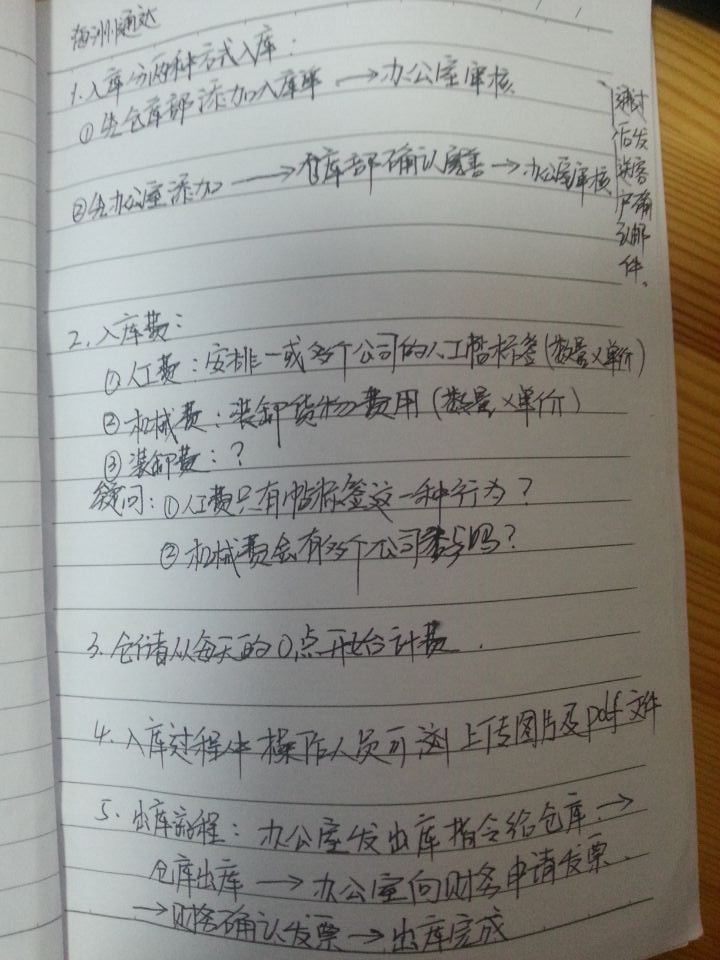 海洲通达
1.入库分两种方式入库:
①先仓库部添加入库单→办公室审核
②先办公室添加→仓库部确认完善→办公室审核
通过后发送客户确认邮件。
2.入库费:
①人工费:安排一或多个公司的人工帖标签(数量×单价)
②机械费:装卸货物费用(数量×单价)
③装卸费:?
疑问:①人工费只有帖标签这一种行为?
②机械费会有多个公司参与吗?
3.仓储从每天的0点开始计费.
4.入库过程中操作人员可上传图片及pdf文件
5.出库流程:办公室发出库指令给仓库→
仓库出库→办公室向财务申请发票.
→财务确认发票→出库完成